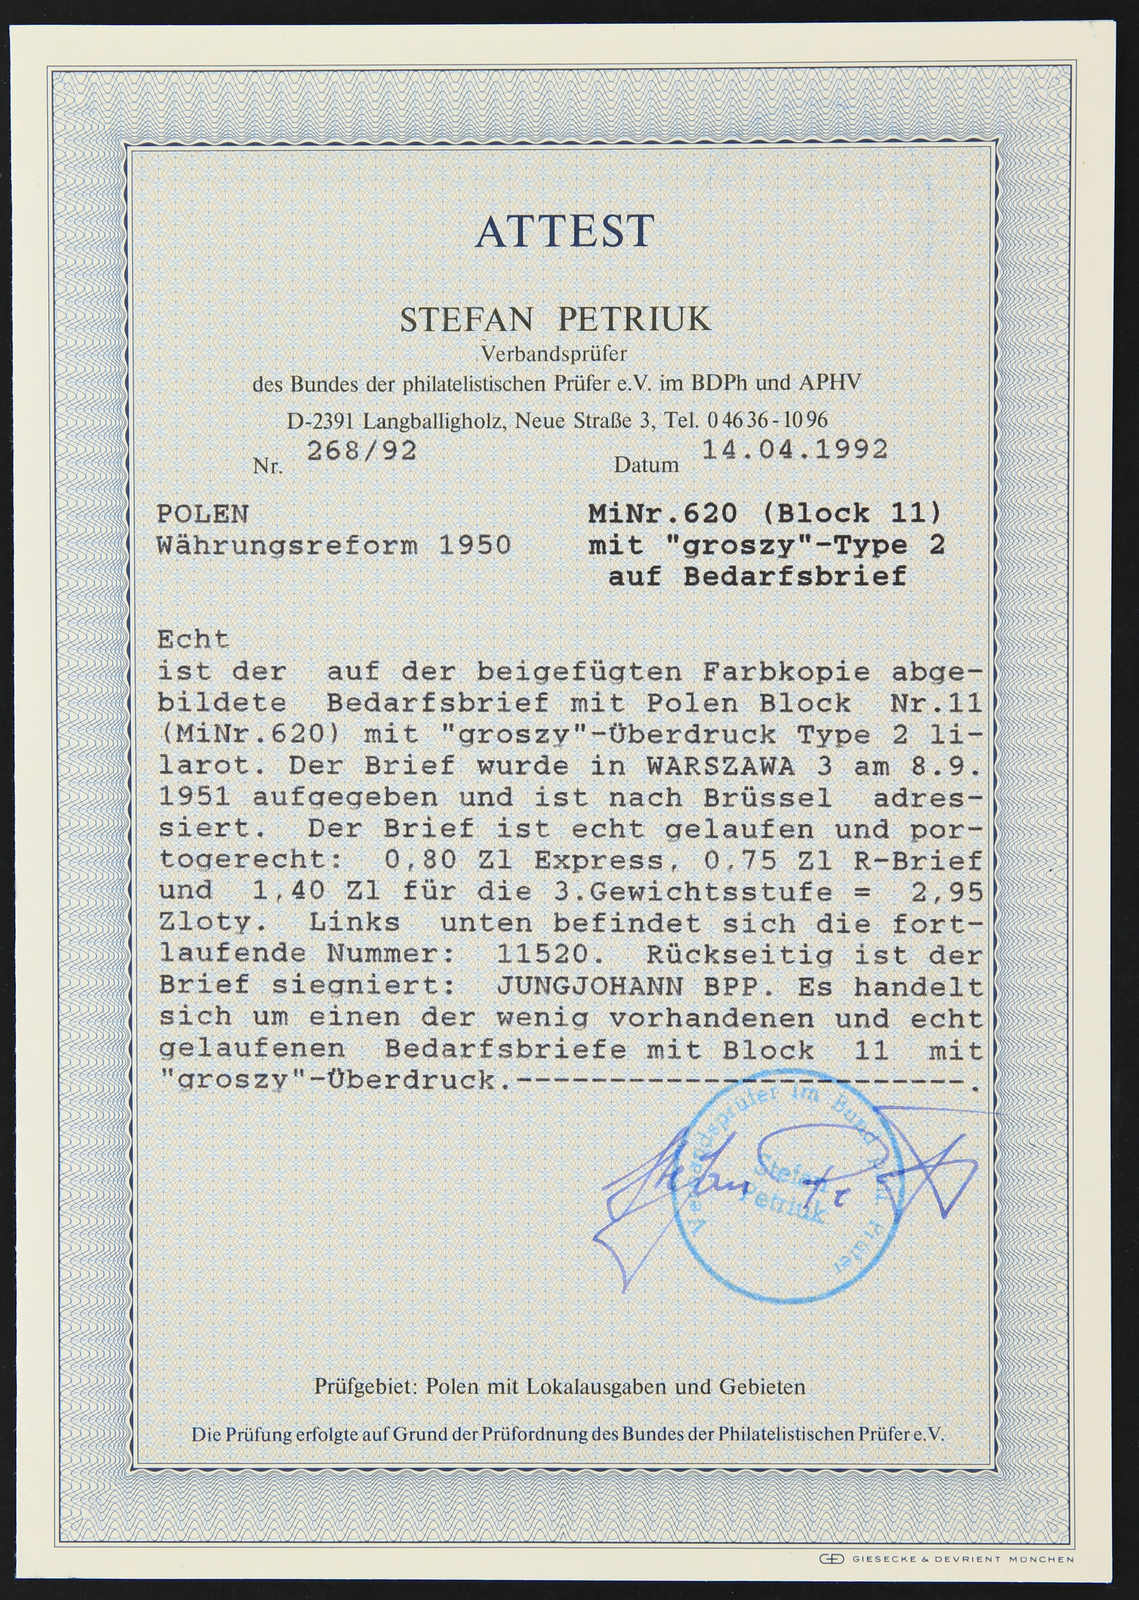 ATTEST
STEFAN PETRIUK
Verbandsprüfer
des Bundes der philatelistischen Prüfer e.V. im BDPh und APHV
D-2391 Langballigholz, Neue Straße 3, Tel. 04636-1096
Nr. 268/92 Datum 14.04.1992
POLEN MiNr.620 (Block 11)
Währungsreform 1950 mit "groszy"-Type 2
auf Bedarfsbrief
Echt
ist der auf der beigefügten Farbkopie abge-
bildete Bedarfsbrief mit Polen Block Nr.11
(MiNr.620) mit "groszy"-Überdruck Type 2 li-
larot. Der Brief wurde in WARSZAWA 3 am 8.9.
1951 aufgegeben und ist nach Brüssel adres-
siert. Der Brief ist echt gelaufen und por-
togerecht: 0,80 Zl Express, 0,75 Zl R-Brief
und 1,40 Zl für die 3.Gewichtsstufe = 2,95
Zloty. Links unten befindet sich die fort-
laufende Nummer: 11520. Rückseitig ist der
Brief siegniert: JUNGJOHANN BPP. Es handelt
sich um einen der wenig vorhandenen und echt
gelaufenen Bedarfsbriefe mit Block 11 mit
"groszy"-Überdruck.------------------------.
Verbandsprüfer im Bund Phil. Prüfer
Stefan
Petriuk
Prüfgebiet: Polen mit Lokalausgaben und Gebieten
Die Prüfung erfolgte auf Grund der Prüfordnung des Bundes der Philatelistischen Prüfer e.V.
GIESECKE & DEVRIENT MÜNCHEN